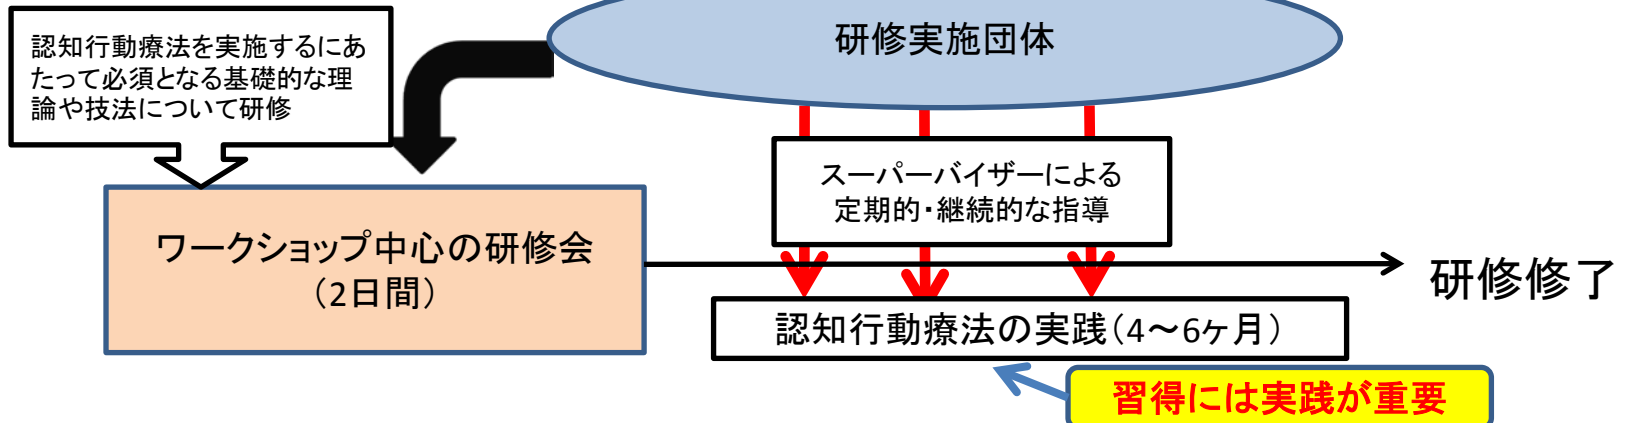 認知行動療法を実施するにあ
たって必須となる基礎的な理
論や技法について研修
研修実施団体
スーパーバイザーによる
定期的・継続的な指導
ワークショップ中心の研修会
（2日間）
研修修了
認知行動療法の実践（4～6ヶ月）
習得には実践が重要